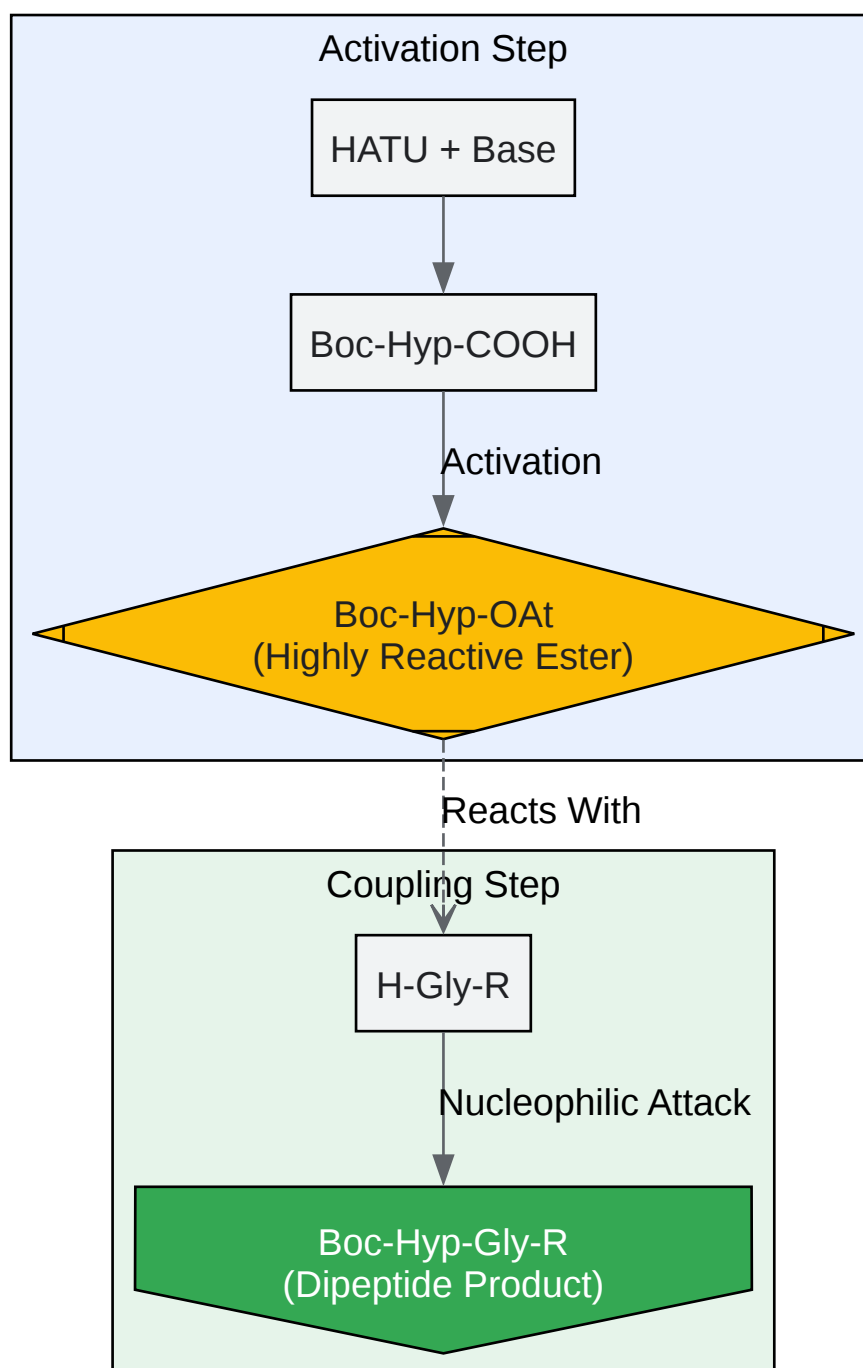 Activation Step
HATU + Base
Boc-Hyp-COOH
Activation
Boc-Hyp-OAt
(Highly Reactive Ester)
Reacts With
Coupling Step
H-Gly-R
Nucleophilic Attack
Boc-Hyp-Gly-R
(Dipeptide Product)